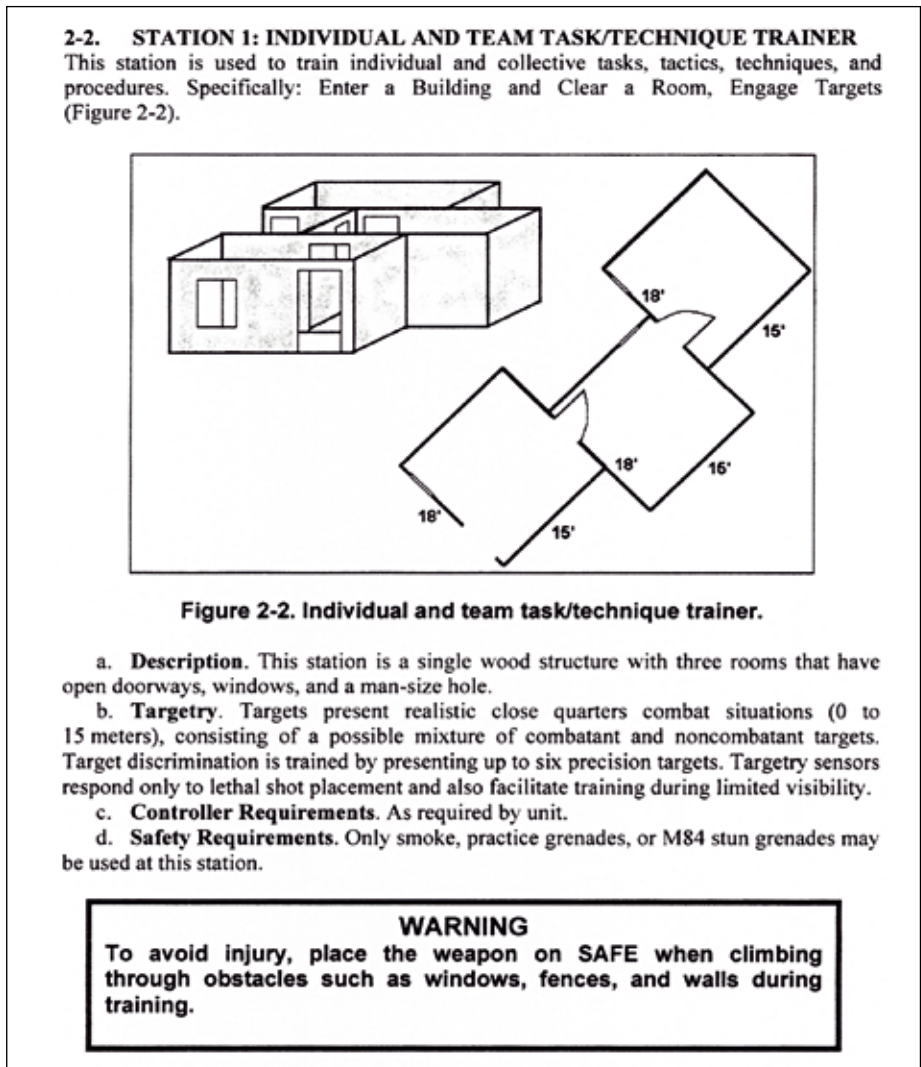 2-2. STATION 1: INDIVIDUAL AND TEAM TASK/TECHNIQUE TRAINER
This station is used to train individual and collective tasks, tactics, techniques, and
procedures. Specifically: Enter a Building and Clear a Room, Engage Targets
(Figure 2-2).
18'
15'
18'
15'
18'
15'
Figure 2-2. Individual and team task/technique trainer.
a. Description. This station is a single wood structure with three rooms that have
open doorways, windows, and a man-size hole.
b. Targetry. Targets present realistic close quarters combat situations (0 to
15 meters), consisting of a possible mixture of combatant and noncombatant targets.
Target discrimination is trained by presenting up to six precision targets. Targetry sensors
respond only to lethal shot placement and also facilitate training during limited visibility.
c. Controller Requirements. As required by unit.
d. Safety Requirements. Only smoke, practice grenades, or M84 stun grenades may
be used at this station.
WARNING
To avoid injury, place the weapon on SAFE when climbing
through obstacles such as windows, fences, and walls during
training.